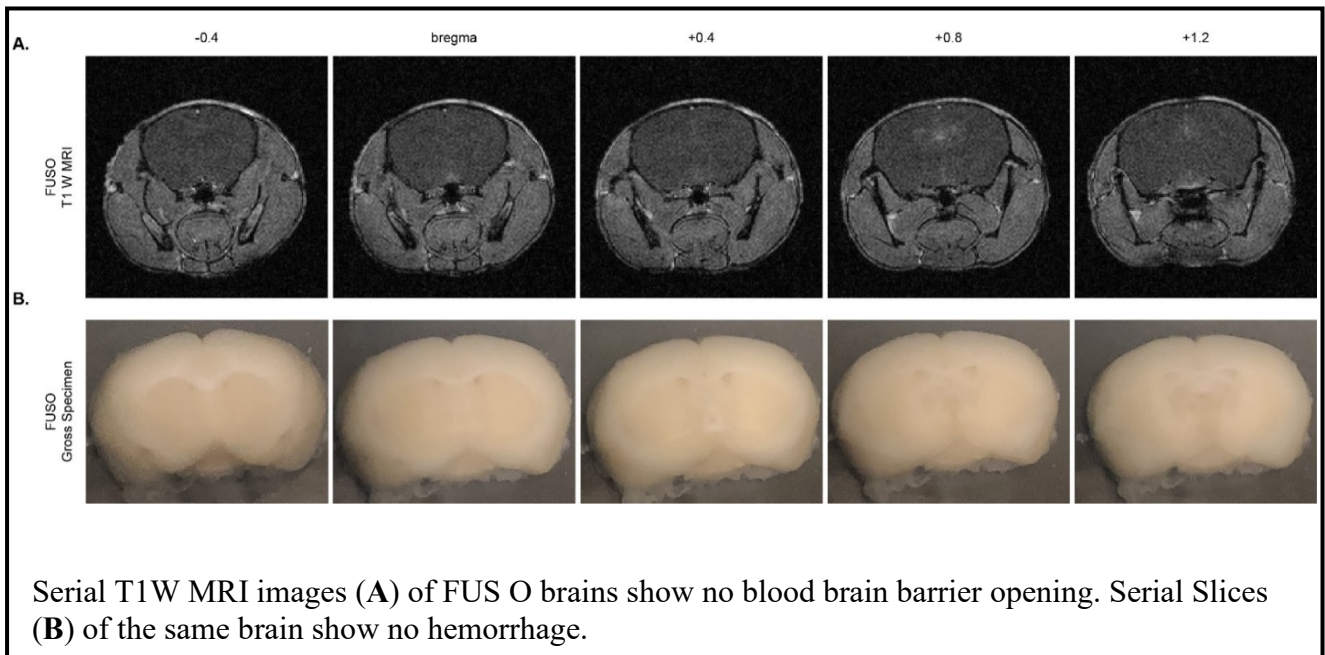 A.
-0.4 bregma +0.4 +0.8 +1.2
FUSO
T1 W MRI
B.
FUSO
Gross Specimen
Serial T1W MRI images (A) of FUS O brains show no blood brain barrier opening. Serial Slices
(B) of the same brain show no hemorrhage.